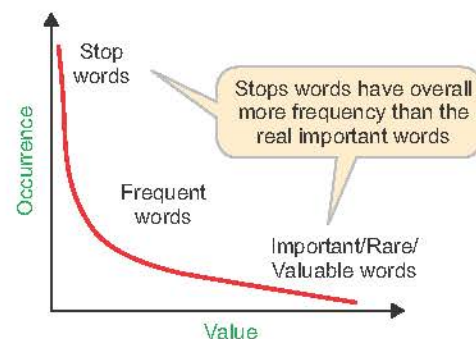 Stop
words
Stops words have overall
more frequency than the
real important words
Occurrence
Frequent
words
Important/Rare/
Valuable words
Value